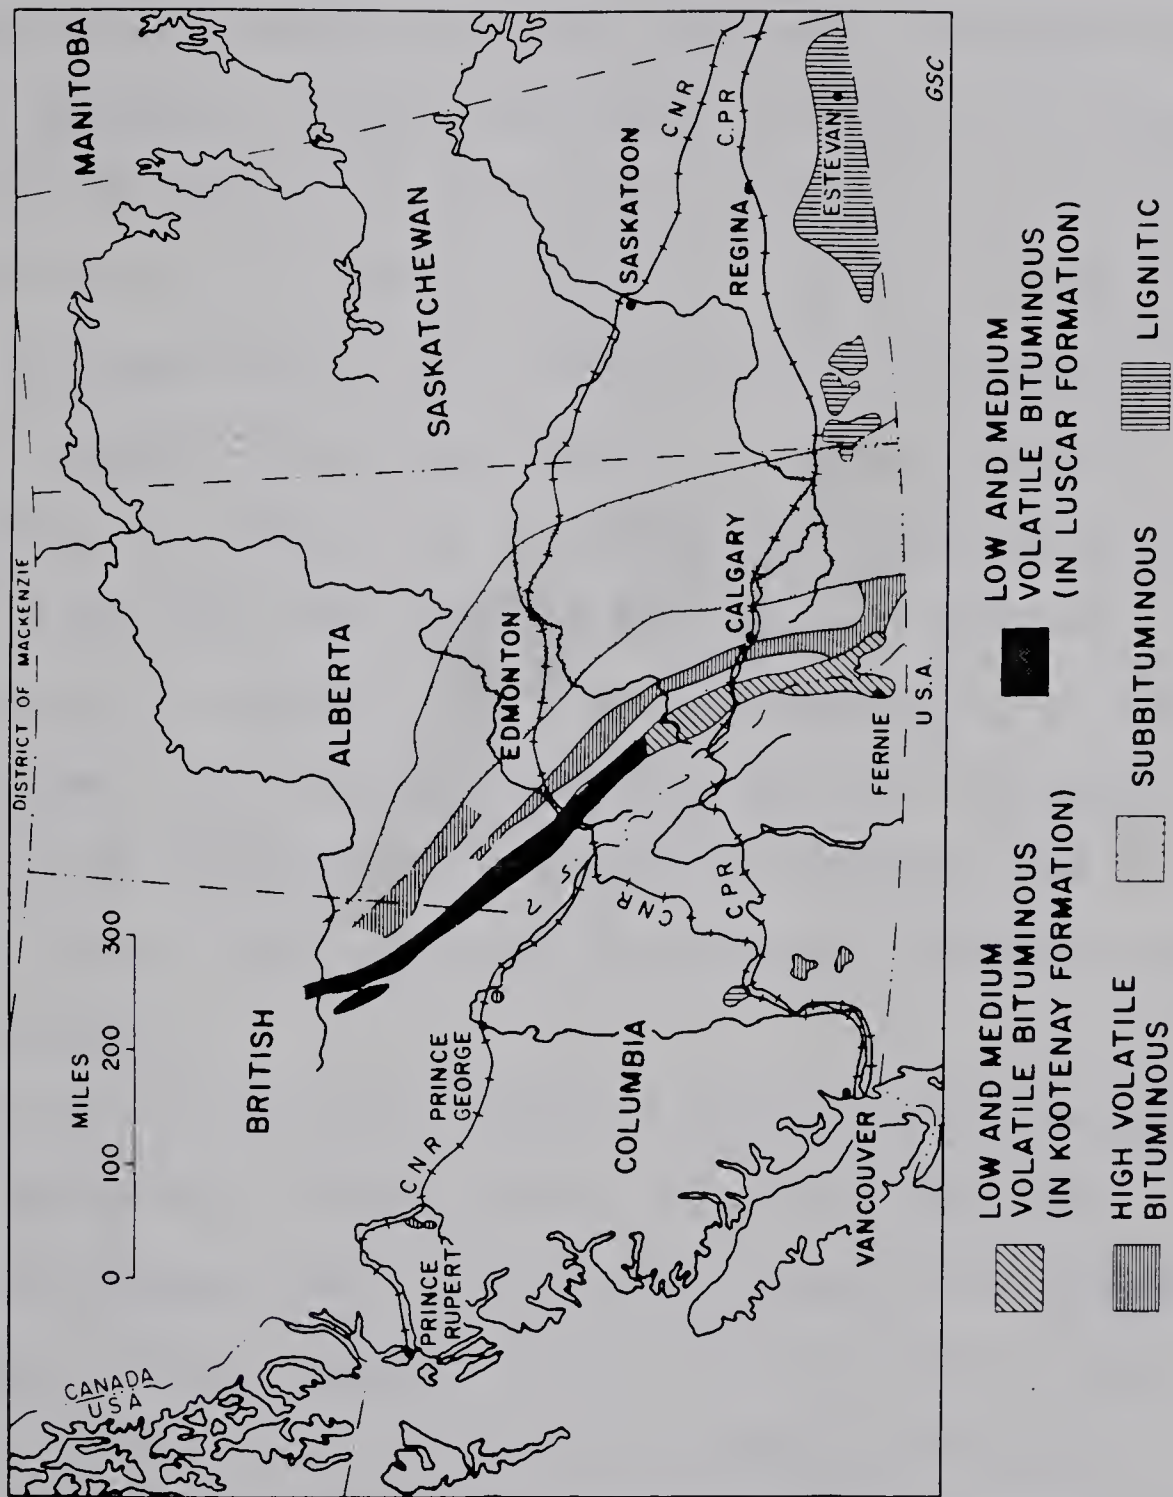 DISTRICT OF MACKENZIE
MANITOBA
CANADA
USA
MILES
0 100 200 300
BRITISH
ALBERTA
SASKATCHEWAN
PRINCE
RUPERT
CNR
PRINCE
GEORGE
EDMONTON
SASKATOON
CNR
COLUMBIA
CNR
CPR
CALGARY
REGINA
C.P.R
VANCOUVER
FERNIE
ESTEVAN
U.S.A.
GSC
LOW AND MEDIUM
VOLATILE BITUMINOUS
(IN KOOTENAY FORMATION)
LOW AND MEDIUM
VOLATILE BITUMINOUS
(IN LUSCAR FORMATION)
HIGH VOLATILE
BITUMINOUS
SUBBITUMINOUS
LIGNITIC